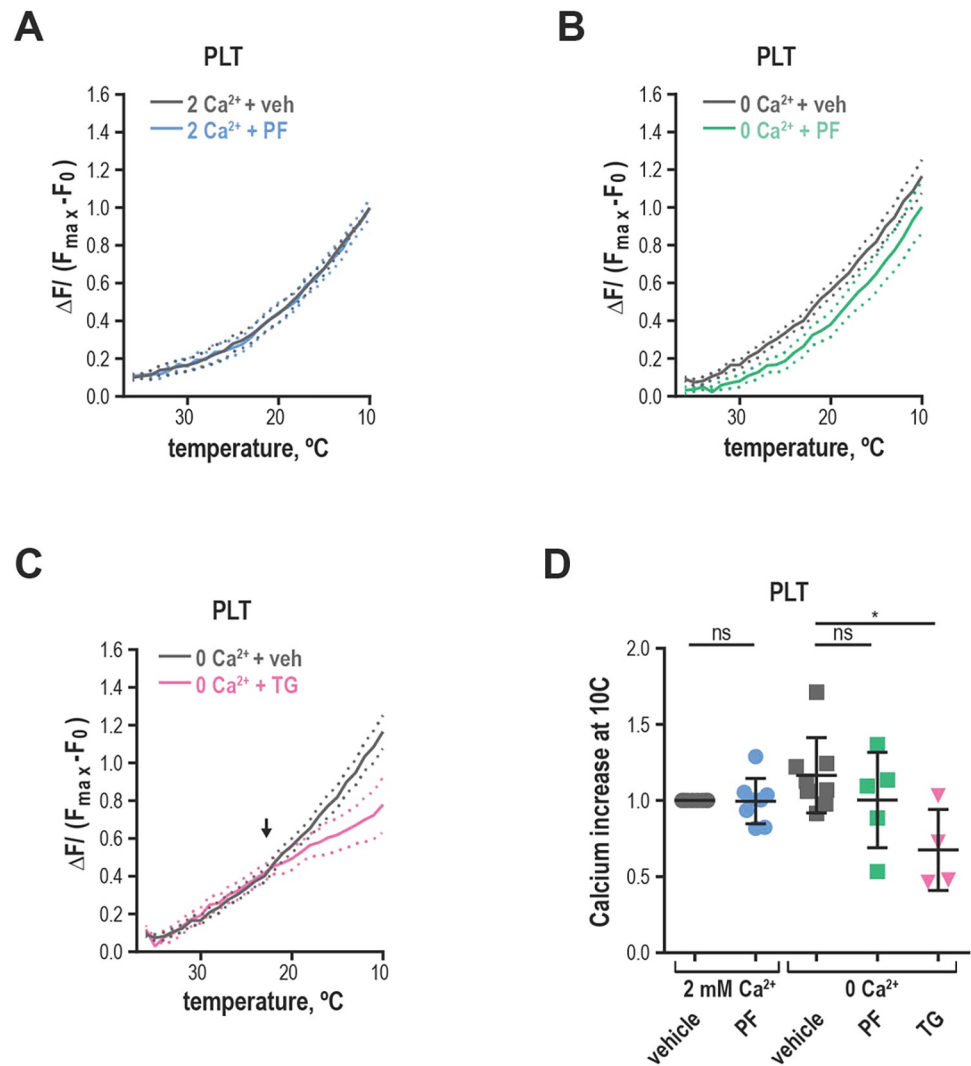 A
PLT
2 Ca²⁺ + veh
2 Ca²⁺ + PF
1.6
1.4
1.2
1.0
0.8
0.6
0.4
0.2
0.0
ΔF/ (Fmax-F0)
30 20 10
temperature, ºC
B
PLT
0 Ca²⁺ + veh
0 Ca²⁺ + PF
1.6
1.4
1.2
1.0
0.8
0.6
0.4
0.2
0.0
ΔF/ (Fmax-F0)
30 20 10
temperature, ºC
C
PLT
0 Ca²⁺ + veh
0 Ca²⁺ + TG
1.6
1.4
1.2
1.0
0.8
0.6
0.4
0.2
0.0
ΔF/ (Fmax-F0)
30 20 10
temperature, ºC
D
PLT
*
ns ns
2.0
1.5
1.0
0.5
0.0
Calcium increase at 10C
2 mM Ca²⁺ 0 Ca²⁺
vehicle PF vehicle PF TG